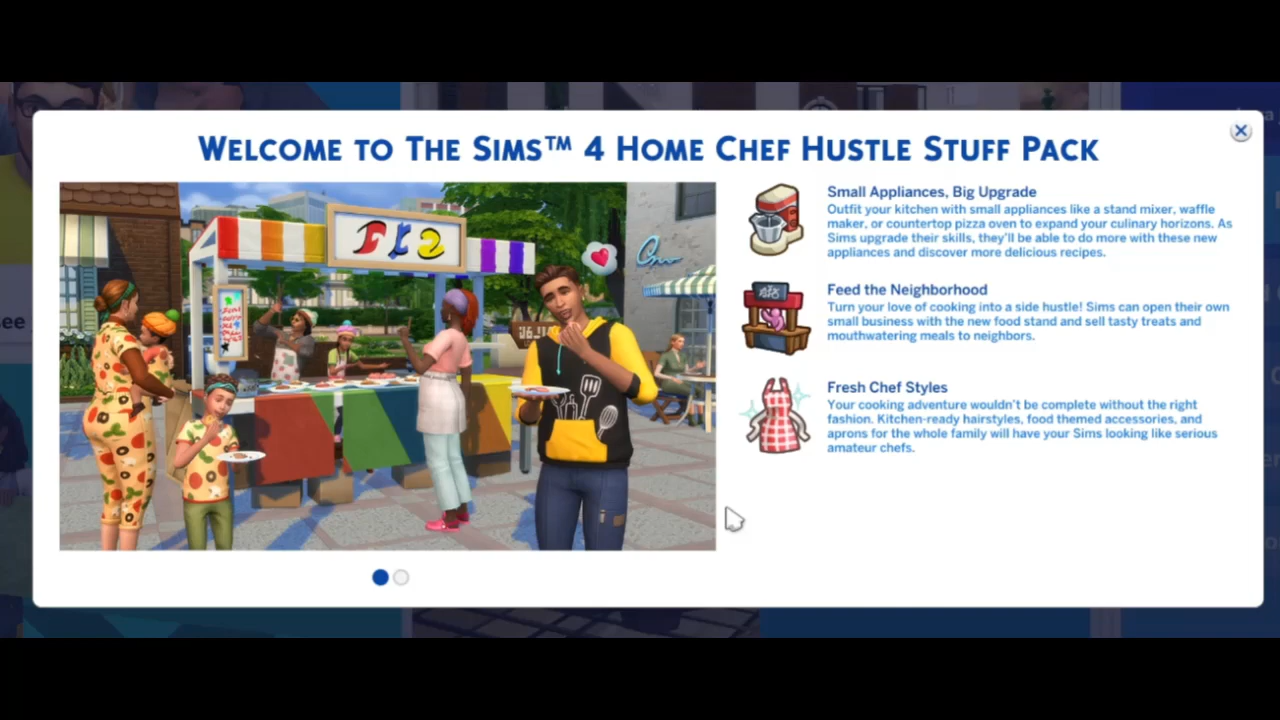 WELCOME TO THE SIMS™ 4 HOME CHEF HUSTLE STUFF PACK
Small Appliances, Big Upgrade
Outfit your kitchen with small appliances like a stand mixer, waffle
maker, or countertop pizza oven to expand your culinary horizons. As
Sims upgrade their skills, they'll be able to do more with these new
appliances and discover more delicious recipes.
Feed the Neighborhood
Turn your love of cooking into a side hustle! Sims can open their own
small business with the new food stand and sell tasty treats and
mouthwatering meals to neighbors.
Fresh Chef Styles
Your cooking adventure wouldn't be complete without the right
fashion. Kitchen-ready hairstyles, food themed accessories, and
aprons for the whole family will have your Sims looking like serious
amateur chefs.